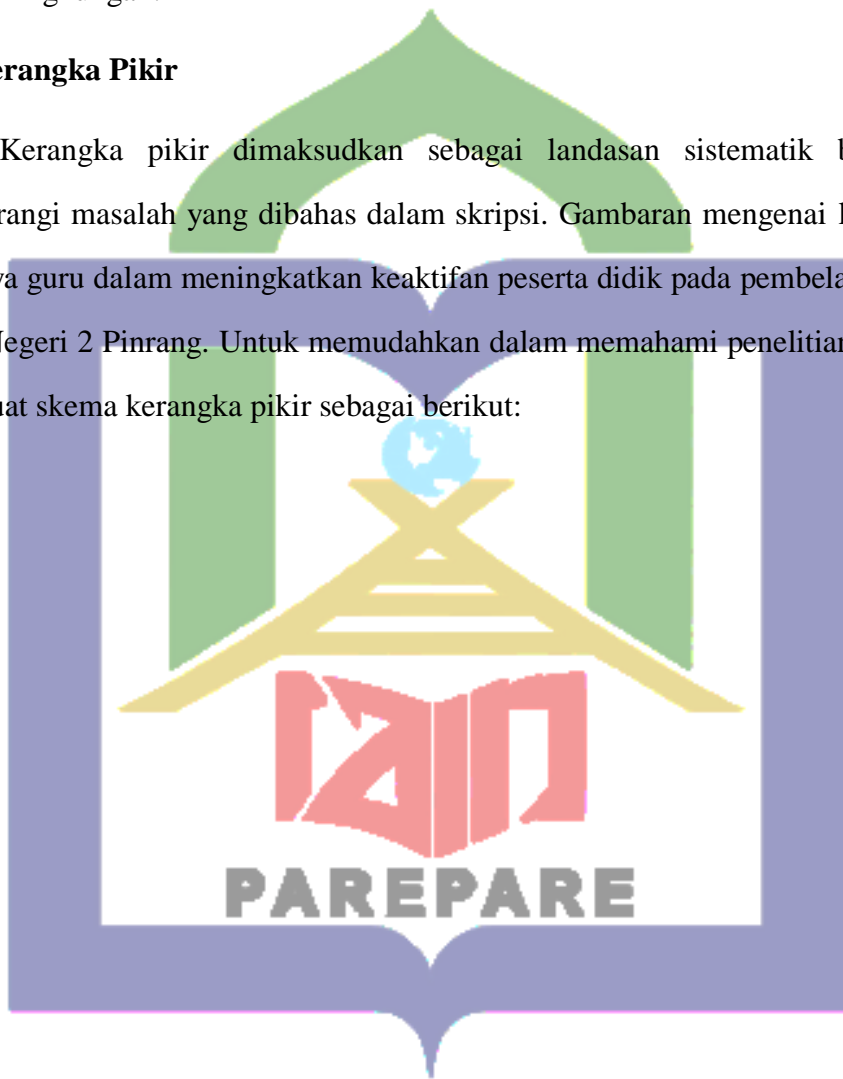 erangka Pikir
Kerangka pikir dimaksudkan sebagai landasan sistematik b
rangi masalah yang dibahas dalam skripsi. Gambaran mengenai
a guru dalam meningkatkan keaktifan peserta didik pada pembela
Negeri 2 Pinrang. Untuk memudahkan dalam memahami penelitian
uat skema kerangka pikir sebagai berikut:
iain
PAREPARE